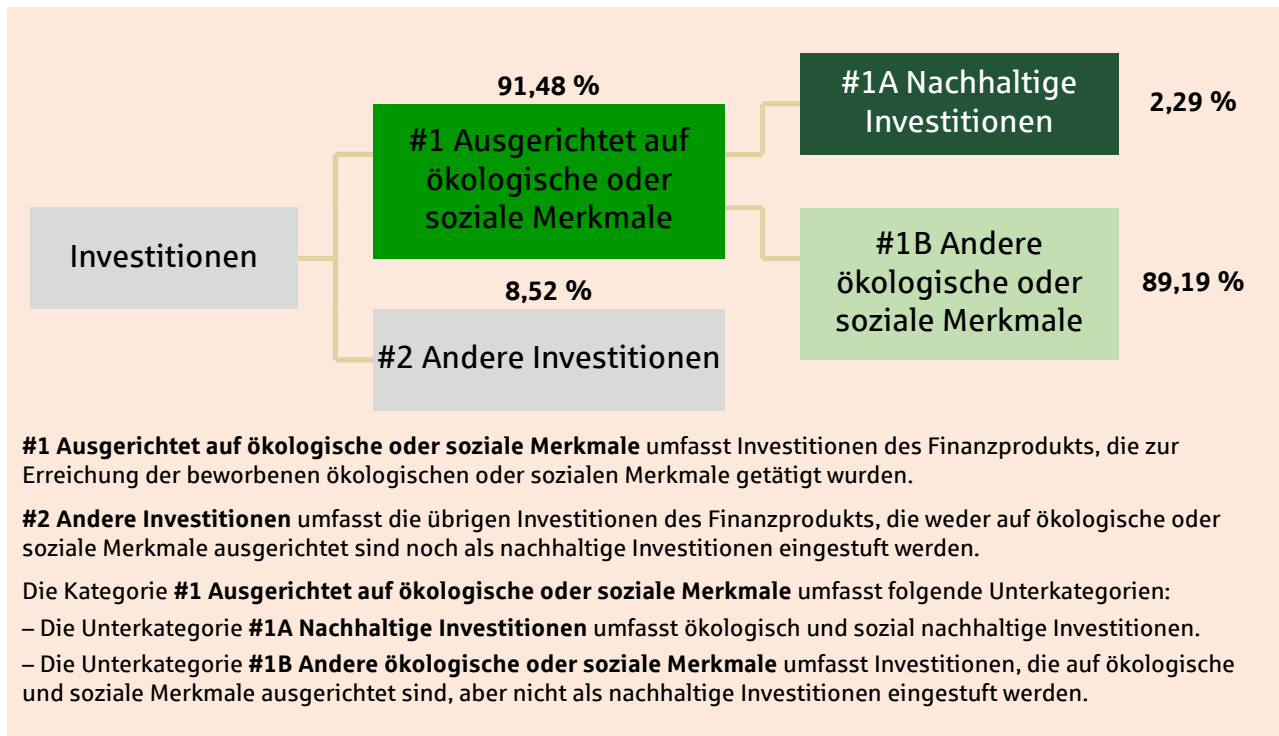 91,48 %
#1 Ausgerichtet auf
ökologische oder
soziale Merkmale
#1A Nachhaltige
Investitionen
2,29 %
Investitionen
#1B Andere
ökologische oder
soziale Merkmale
89,19 %
8,52 %
#2 Andere Investitionen
#1 Ausgerichtet auf ökologische oder soziale Merkmale umfasst Investitionen des Finanzprodukts, die zur
Erreichung der beworbenen ökologischen oder sozialen Merkmale getätigt wurden.
#2 Andere Investitionen umfasst die übrigen Investitionen des Finanzprodukts, die weder auf ökologische oder
soziale Merkmale ausgerichtet sind noch als nachhaltige Investitionen eingestuft werden.
Die Kategorie #1 Ausgerichtet auf ökologische oder soziale Merkmale umfasst folgende Unterkategorien:
– Die Unterkategorie #1A Nachhaltige Investitionen umfasst ökologisch und sozial nachhaltige Investitionen.
– Die Unterkategorie #1B Andere ökologische oder soziale Merkmale umfasst Investitionen, die auf ökologische
und soziale Merkmale ausgerichtet sind, aber nicht als nachhaltige Investitionen eingestuft werden.